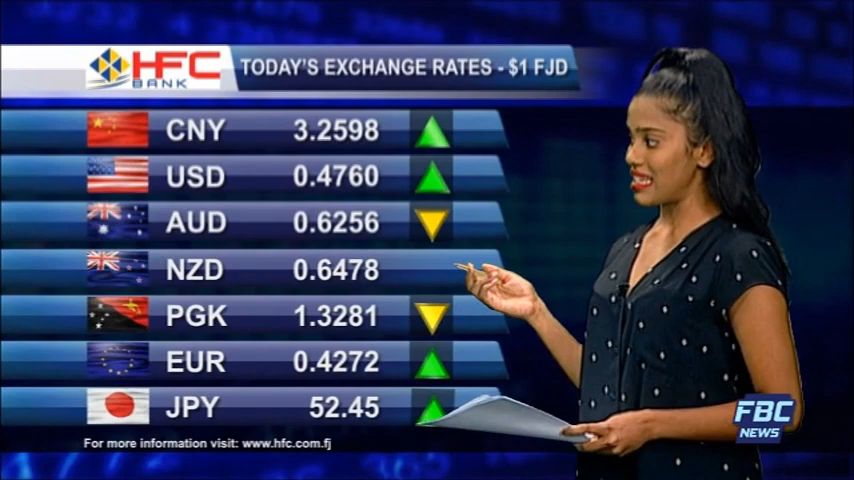 HFC
BANK
TODAY'S EXCHANGE RATES - $1 FJD
CNY 3.2598
USD 0.4760
AUD 0.6256
NZD 0.6478
PGK 1.3281
EUR 0.4272
JPY 52.45
For more information visit: www.hfc.com.fj
FBC
NEWS